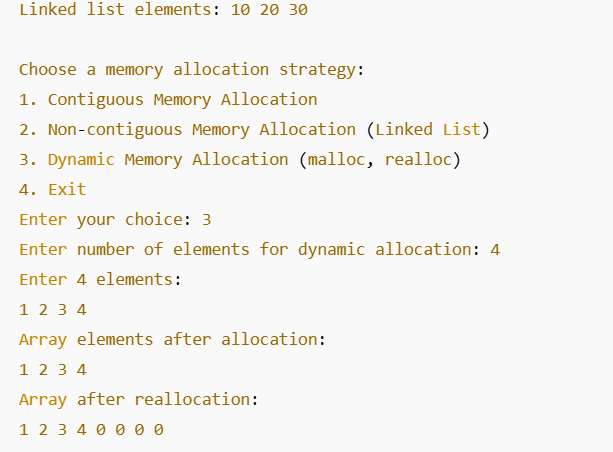 Linked list elements: 10 20 30
Choose a memory allocation strategy:
1. Contiguous Memory Allocation
2. Non-contiguous Memory Allocation (Linked List)
3. Dynamic Memory Allocation (malloc, realloc)
4. Exit
Enter your choice: 3
Enter number of elements for dynamic allocation: 4
Enter 4 elements:
1 2 3 4
Array elements after allocation:
1 2 3 4
Array after reallocation:
1 2 3 4 0 0 0 0